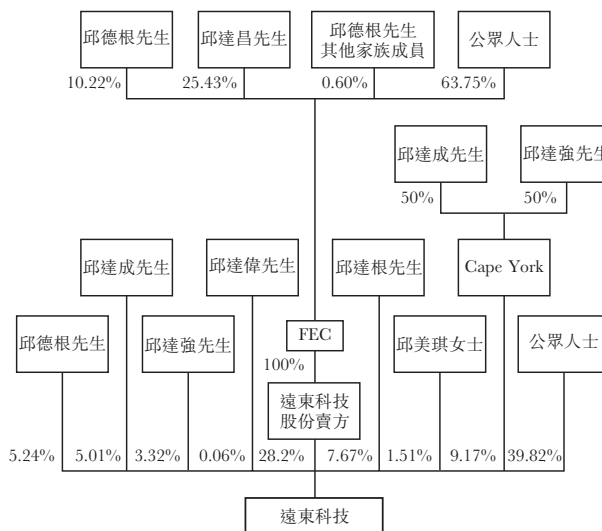 邱德根先生
邱達昌先生
邱德根先生
其他家族成員
公眾人士
10.22%
25.43%
0.60%
63.75%
邱達成先生
邱達強先生
50%
50%
邱達成先生
邱達偉先生
邱達根先生
Cape York
邱德根先生
邱達強先生
FEC
邱美琪女士
公眾人士
100%
遠東科技
股份賣方
5.24%
5.01%
3.32%
0.06%
28.2%
7.67%
1.51%
9.17%
39.82%
遠東科技